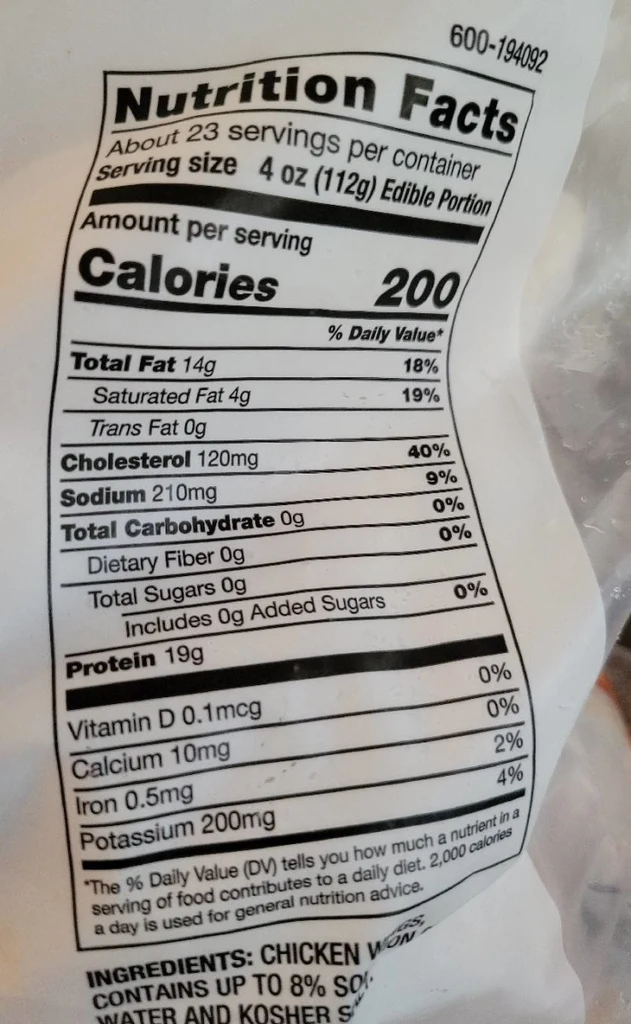 600-194092
Nutrition Facts
About 23 servings per container
Serving size 4 oz (112g) Edible Portion
Amount per serving
Calories 200
% Daily Value*
Total Fat 14g 18%
Saturated Fat 4g 19%
Trans Fat 0g
Cholesterol 120mg 40%
Sodium 210mg 9%
Total Carbohydrate 0g 0%
Dietary Fiber 0g 0%
Total Sugars 0g
Includes 0g Added Sugars 0%
Protein 19g
Vitamin D 0.1mcg 0%
Calcium 10mg 0%
Iron 0.5mg 2%
Potassium 200mg 4%
*The % Daily Value (DV) tells you how much a nutrient in a
serving of food contributes to a daily diet. 2,000 calories
a day is used for general nutrition advice.
INGREDIENTS: CHICKEN
CONTAINS UP TO 8%
WATER AND KOSHER